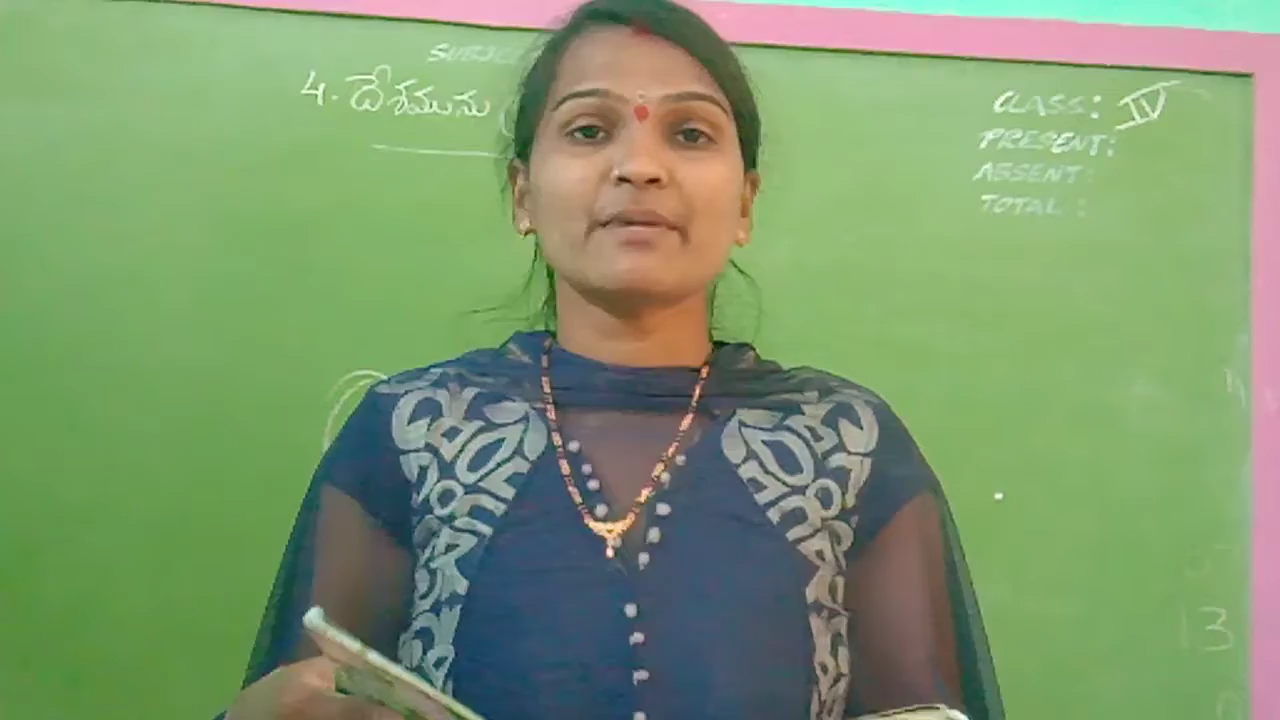 4. దేశమును
CLASS: IV
PRESENT:
ABSENT:
TOTAL :
13